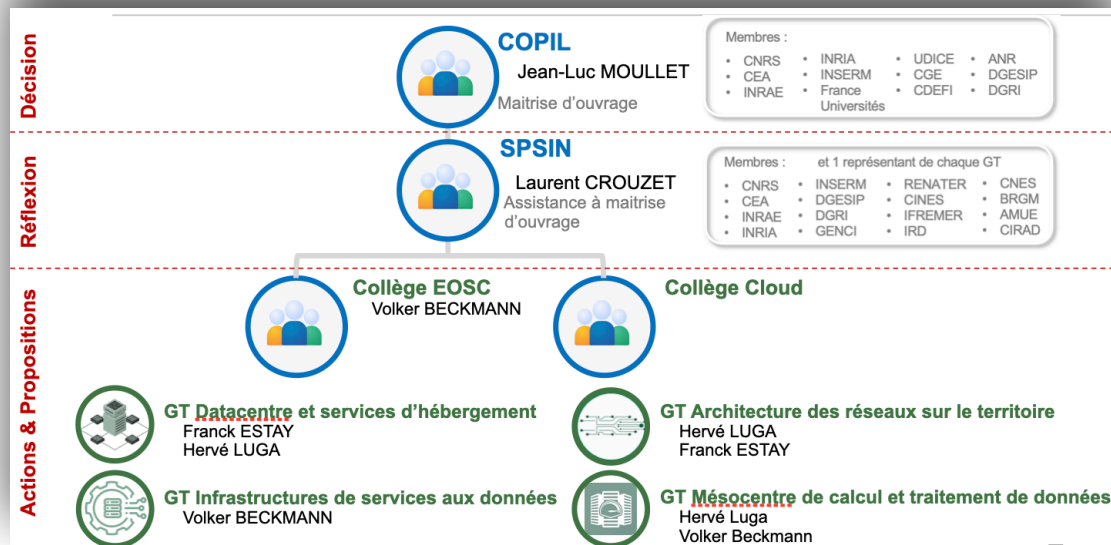 Décision
COPIL
Jean-Luc MOULLET
Maitrise d'ouvrage
Membres :
• CNRS
• CEA
• INRAE
• INRIA
• INSERM
• France
Universités
• UDICE
• CGE
• CDEFI
• ANR
• DGESIP
• DGRI
Réflexion
SPSIN
Laurent CROUZET
Assistance à maitrise
d'ouvrage
Membres : et 1 représentant de chaque GT
• CNRS
• CEA
• INRAE
• INRIA
• INSERM
• DGESIP
• DGRI
• GENCI
• RENATER
• CINES
• IFREMER
• IRD
• CNES
• BRGM
• AMUE
• CIRAD
Actions & Propositions
Collège EOSC
Volker BECKMANN
Collège Cloud
GT Datacentre et services d'hébergement
Franck ESTAY
Hervé LUGA
GT Architecture des réseaux sur le territoire
Hervé LUGA
Franck ESTAY
GT Infrastructures de services aux données
Volker BECKMANN
GT Mésocentre de calcul et traitement de données
Hervé Luga
Volker Beckmann